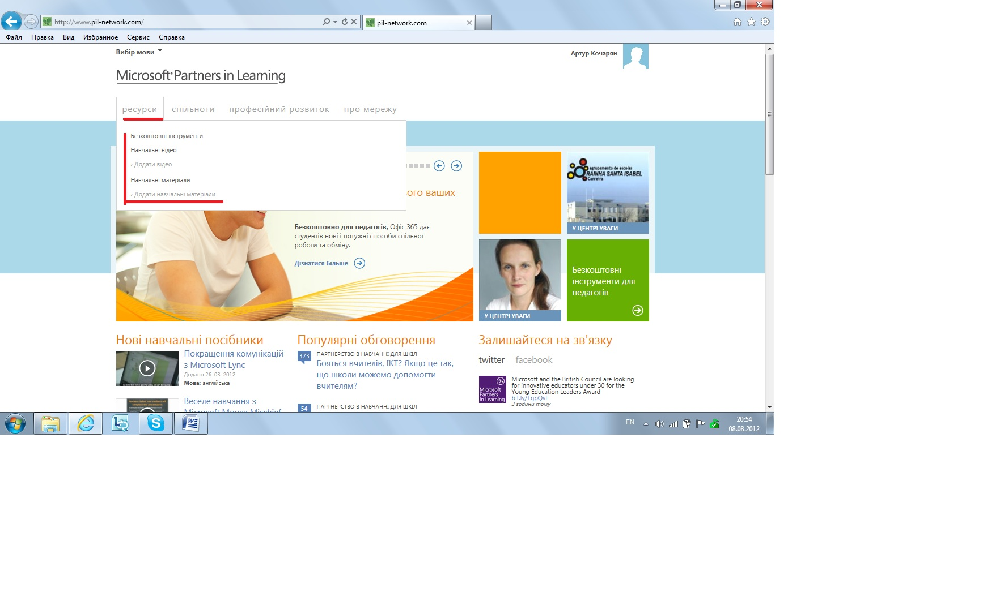 http://www.pil-network.com/
pil-network.com
Файл Правка Вид Избранное Сервис Справка
Вибір мови
Артур Кочарян
Microsoft® Partners in Learning
ресурси спільноти професійний розвиток про мережу
Безкоштовні інструменти
Навчальні відео
› Додати відео
Навчальні матеріали
› Додати навчальні матеріали
ого ваших
Безкоштовно для педагогів, Офіс 365 дає
студентів нові і потужні способи спільної
роботи та обміну.
Дізнатися більше
agrupamento de escolas
RAINHA SANTA ISABEL
Carreira
У ЦЕНТРІ УВАГИ
У ЦЕНТРІ УВАГИ
Безкоштовні
інструменти для
педагогів
Нові навчальні посібники
Покращення комунікацій
з Microsoft Lync
Додано 26. 03. 2012
Мова: англійська
Веселе навчання з
Microsoft Mouse Mischief
Популярні обговорення
373
ПАРТНЕРСТВО В НАВЧАННІ ДЛЯ ШКІЛ
Бояться вчителів, ІКТ? Якщо це так,
що школи можемо допомогти
вчителям?
54
ПАРТНЕРСТВО В НАВЧАННІ ДЛЯ ШКІЛ
Залишайтеся на зв'язку
twitter facebook
Microsoft
Partners
In Learning
Microsoft and the British Council are looking
for innovative educators under 30 for the
Young Education Leaders Award
bit.ly/TgpQvl
3 години тому
EN
20:54
08.08.2012